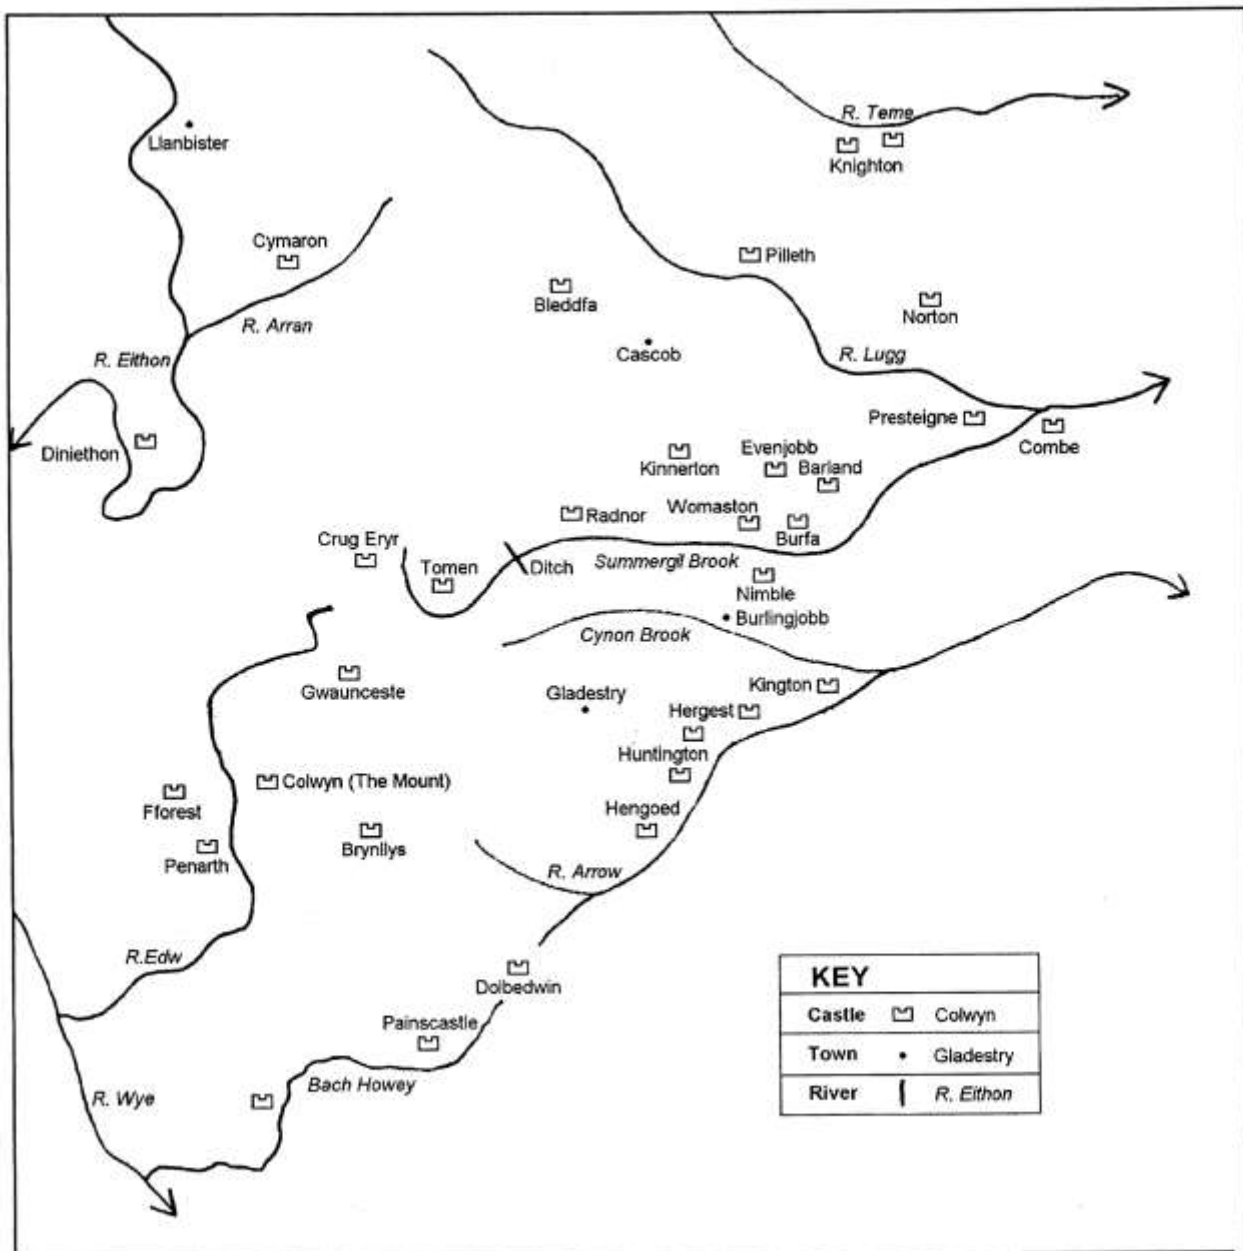 R. Teme
Llanbister
Knighton
Cymaron
Pilleth
Bleddfa
Norton
R. Arran
Cascob
R. Eithon
R. Lugg
Presteigne
Combe
Diniethon
Evenjobb
Kinnerton
Barland
Womaston
Radnor
Burfa
Crug Eryr
Tomen
Ditch
Summergil Brook
Nimble
Burlingjobb
Cynon Brook
Gwaunceste
Gladestry
Kington
Hergest
Huntington
Colwyn (The Mount)
Fforest
Hengoed
Brynllys
Penarth
R. Arrow
R.Edw
Dolbedwin
Painscastle
Bach Howey
R. Wye
KEY
Castle Colwyn
Town Gladestry
River R. Eithon